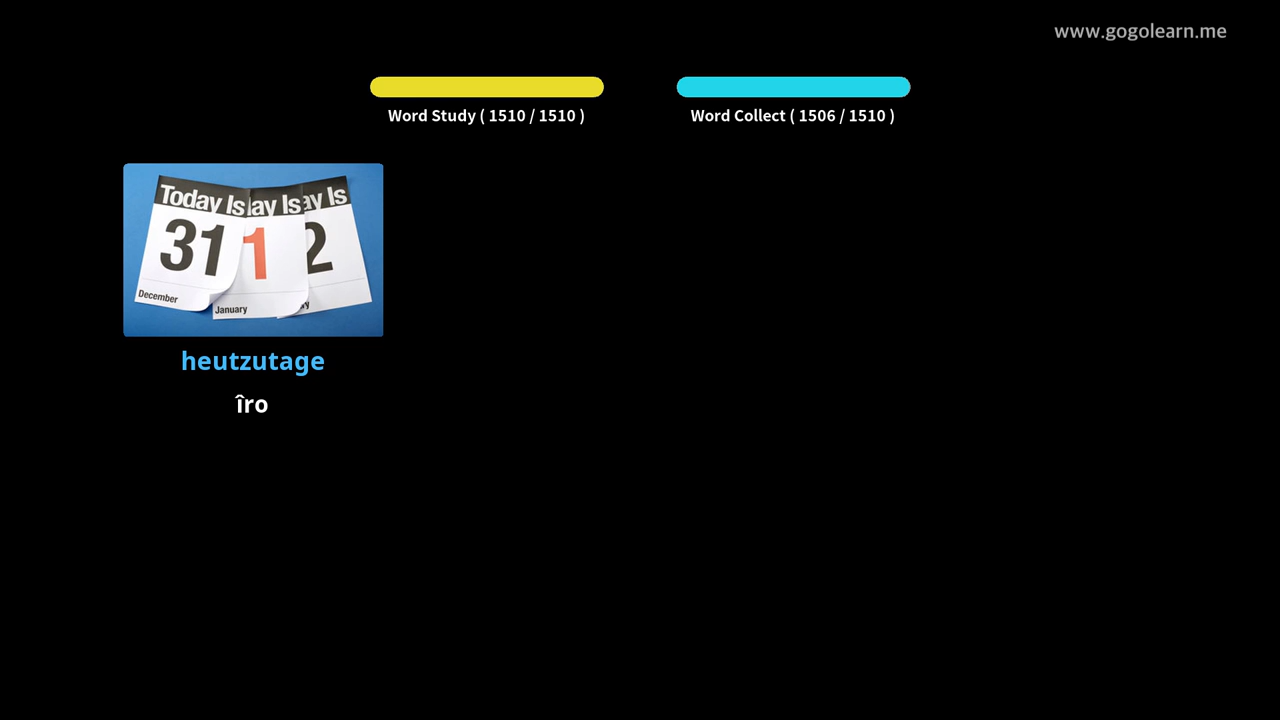 www.gogolearn.me
Word Study ( 1510 / 1510 )
Word Collect ( 1506 / 1510 )
Today Is
ay Is
ay Is
31
1
2
December
January
ry
heutzutage
îro